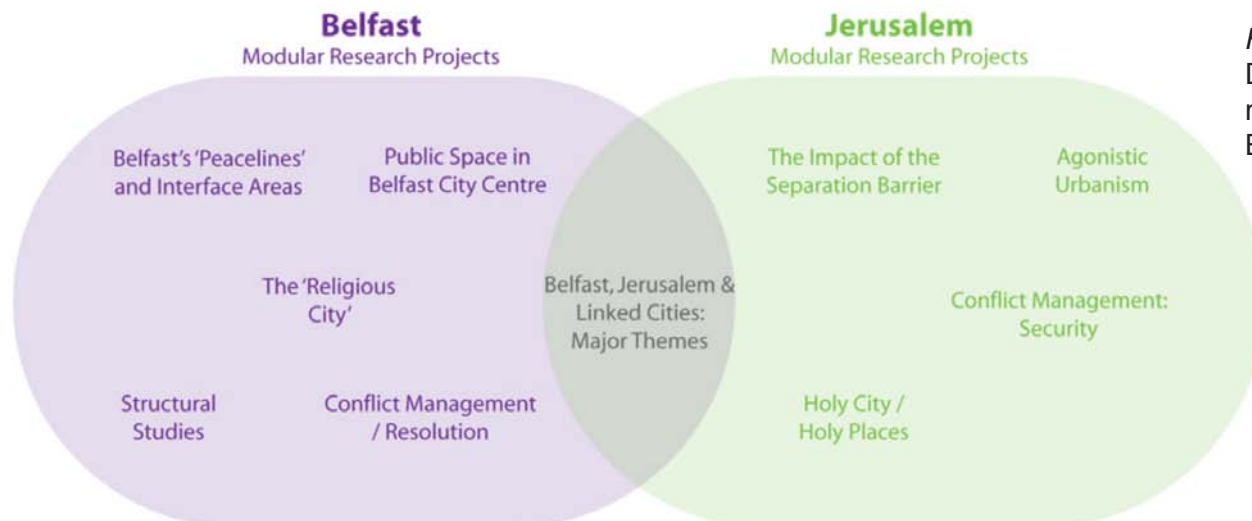 Belfast
Modular Research Projects
Jerusalem
Modular Research Projects
Belfast's 'Peacelines'
and Interface Areas
Public Space in
Belfast City Centre
The 'Religious
City'
Structural
Studies
Conflict Management
/ Resolution
Belfast, Jerusalem &
Linked Cities:
Major Themes
The Impact of the
Separation Barrier
Agonistic
Urbanism
Conflict Management:
Security
Holy City /
Holy Places